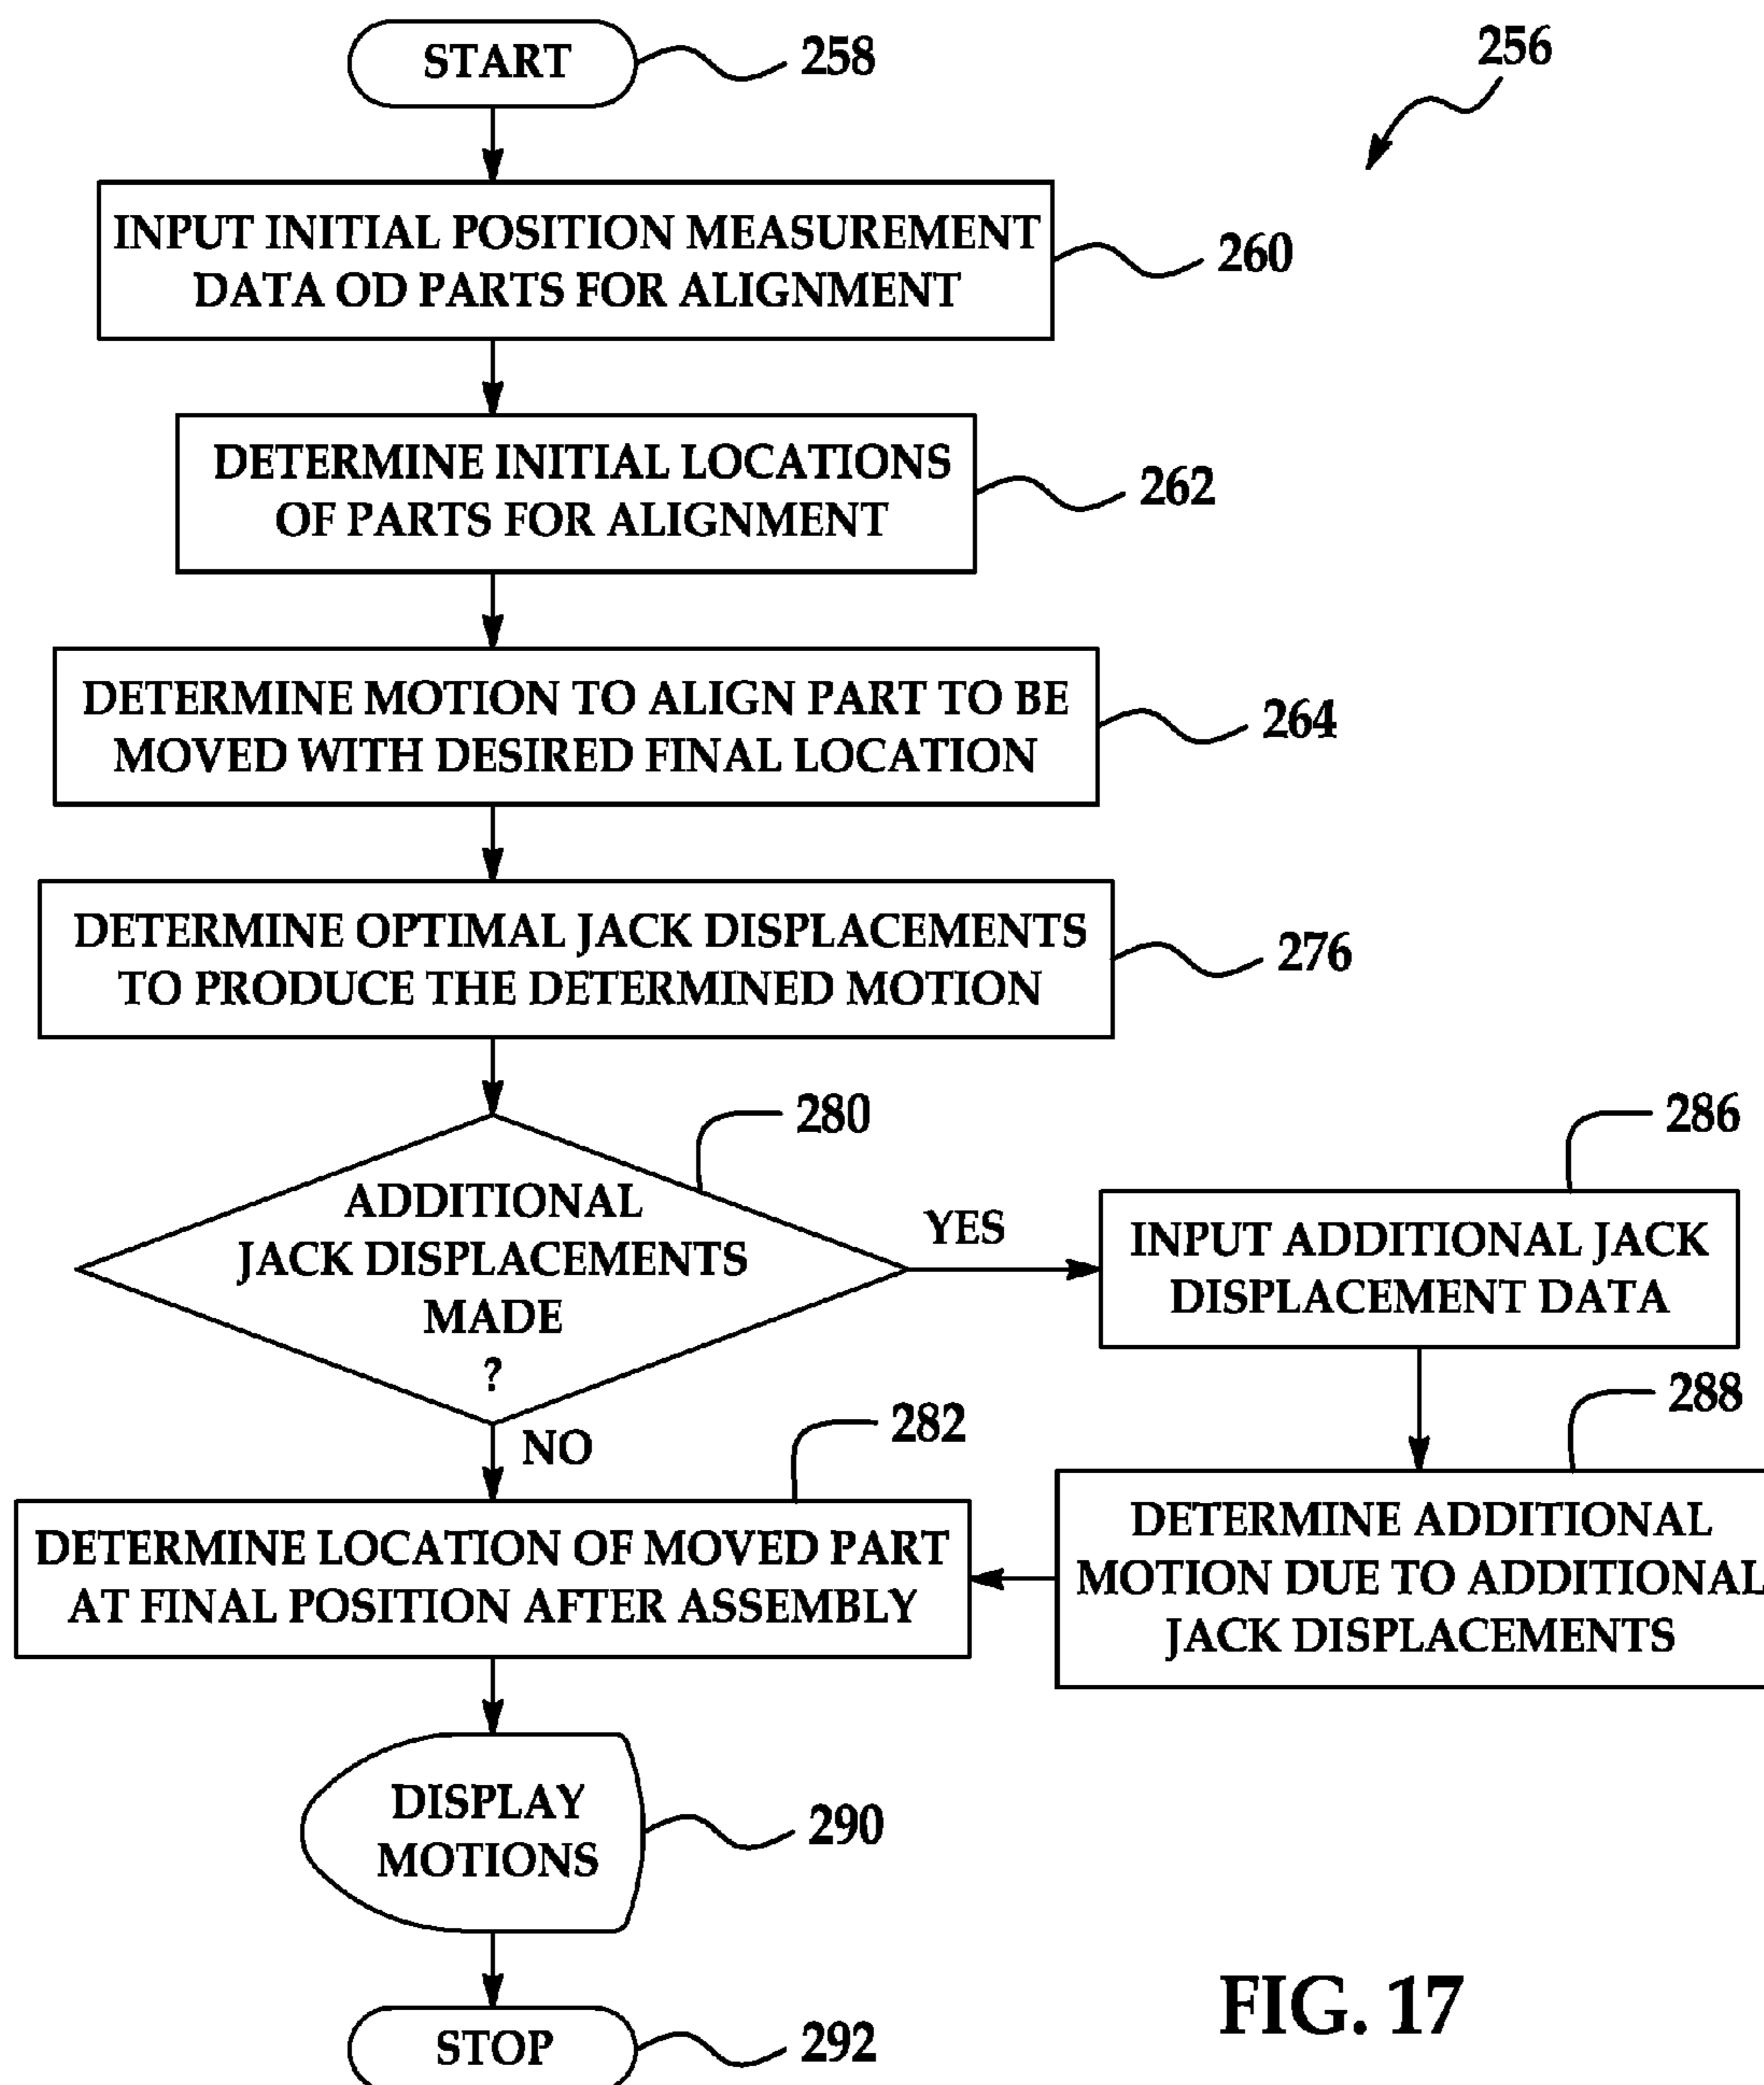 START
258
256
INPUT INITIAL POSITION MEASUREMENT
DATA OD PARTS FOR ALIGNMENT
260
DETERMINE INITIAL LOCATIONS
OF PARTS FOR ALIGNMENT
262
DETERMINE MOTION TO ALIGN PART TO BE
MOVED WITH DESIRED FINAL LOCATION
264
DETERMINE OPTIMAL JACK DISPLACEMENTS
TO PRODUCE THE DETERMINED MOTION
276
280
ADDITIONAL
JACK DISPLACEMENTS
MADE
?
YES
286
INPUT ADDITIONAL JACK
DISPLACEMENT DATA
NO
282
288
DETERMINE LOCATION OF MOVED PART
AT FINAL POSITION AFTER ASSEMBLY
DETERMINE ADDITIONAL
MOTION DUE TO ADDITIONAL
JACK DISPLACEMENTS
DISPLAY
MOTIONS
290
STOP
292
FIG. 17